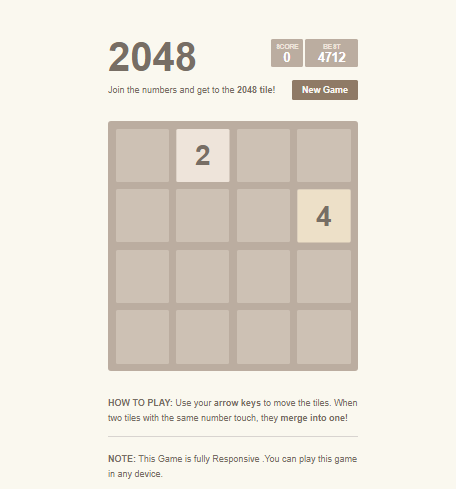 2048
SCORE
0
BEST
4712
Join the numbers and get to the 2048 tile!
New Game
2
4
HOW TO PLAY: Use your arrow keys to move the tiles. When
two tiles with the same number touch, they merge into one!
NOTE: This Game is fully Responsive .You can play this game
in any device.